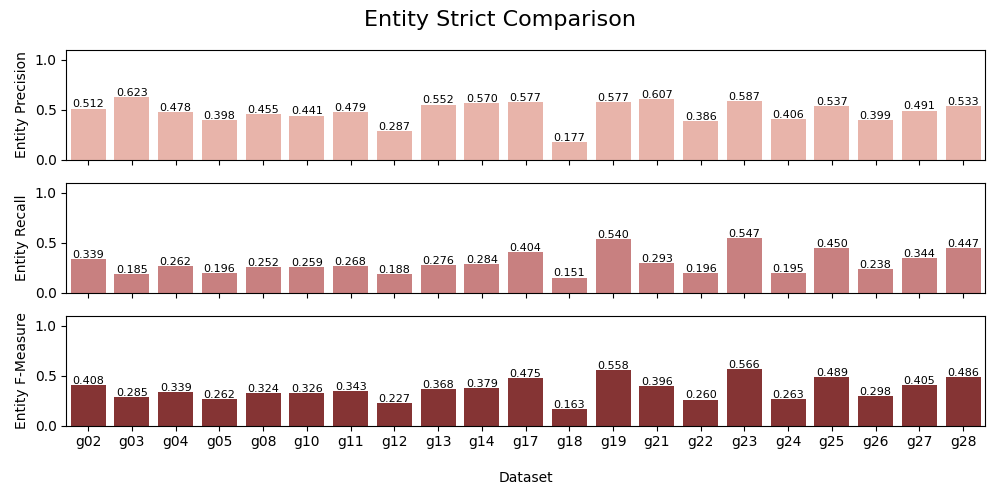 Entity Strict Comparison
Entity Precision
1.0
0.5
0.0
0.512 0.623 0.478 0.398 0.455 0.441 0.479 0.287 0.552 0.570 0.577 0.177 0.577 0.607 0.386 0.587 0.406 0.537 0.399 0.491 0.533
Entity Recall
1.0
0.5
0.0
0.339 0.185 0.262 0.196 0.252 0.259 0.268 0.188 0.276 0.284 0.404 0.151 0.540 0.293 0.196 0.547 0.195 0.450 0.238 0.344 0.447
Entity F-Measure
1.0
0.5
0.0
0.408 0.285 0.339 0.262 0.324 0.326 0.343 0.227 0.368 0.379 0.475 0.163 0.558 0.396 0.260 0.566 0.263 0.489 0.298 0.405 0.486
g02 g03 g04 g05 g08 g10 g11 g12 g13 g14 g17 g18 g19 g21 g22 g23 g24 g25 g26 g27 g28
Dataset